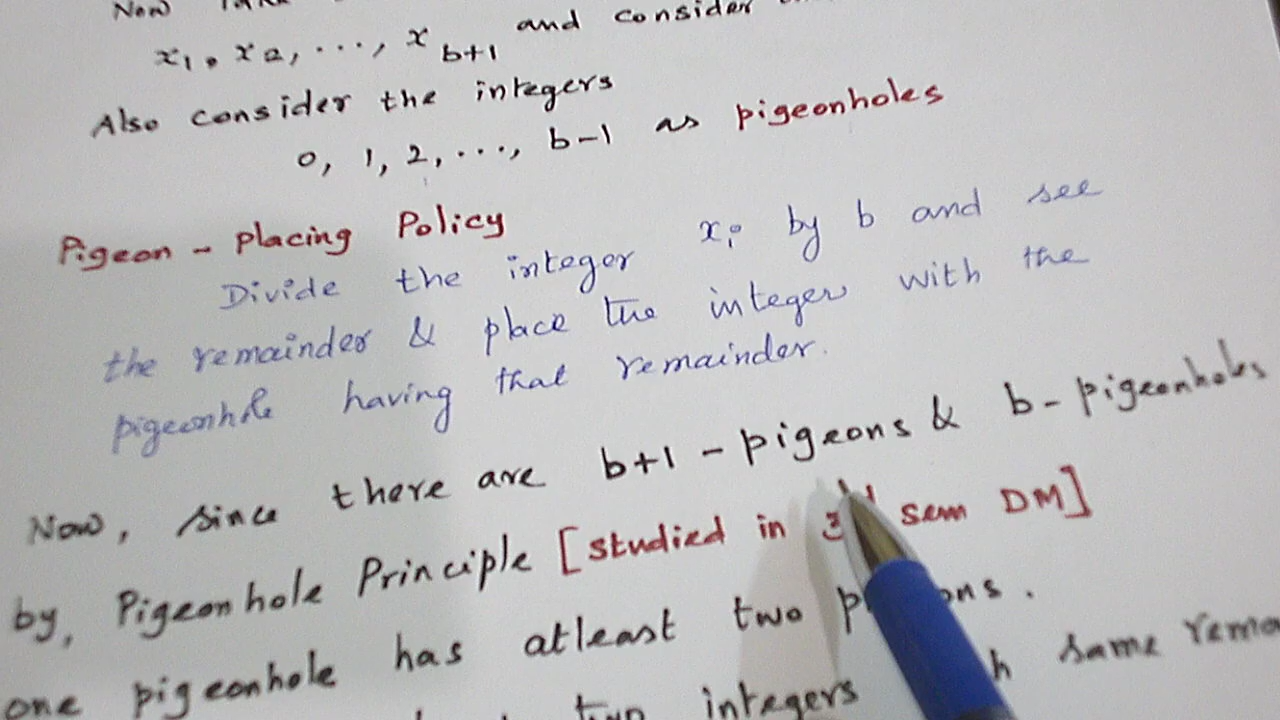 Now
x1, x2, ..., x b+1 and consider
Also consider the integers
0, 1, 2, ..., b-1 as pigeonholes
Pigeon - placing Policy
Divide the integer xi by b and see
the remainder & place the integer with the
pigeonhole having that remainder.
Now, since there are b+1 - pigeons & b - pigeonholes
by, Pigeonhole Principle [studied in sem DM]
one pigeonhole has atleast two
integers same